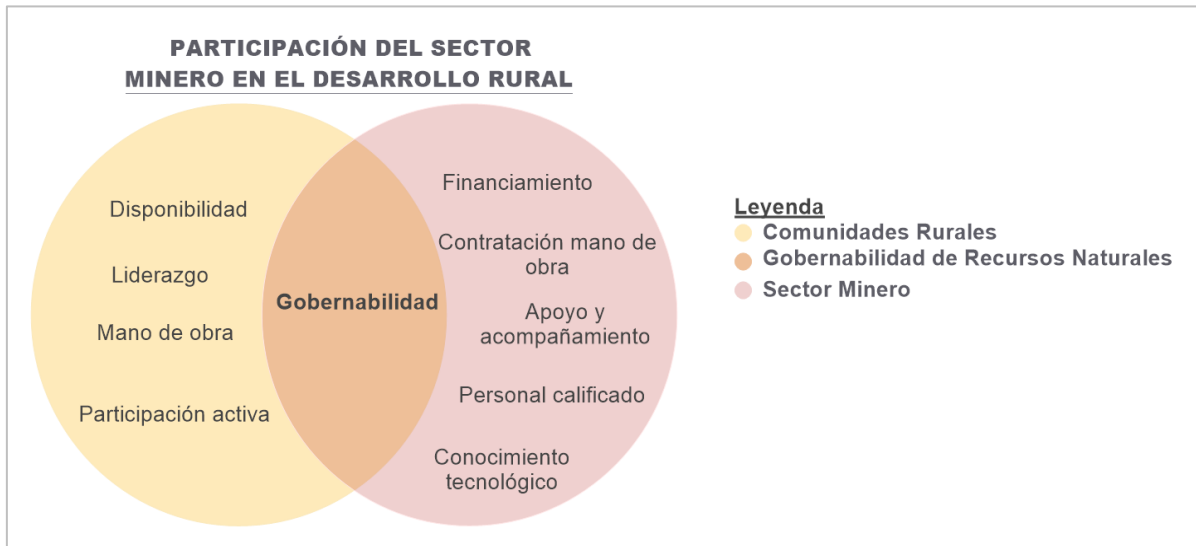 PARTICIPACIÓN DEL SECTOR
MINERO EN EL DESARROLLO RURAL
Disponibilidad
Liderazgo
Mano de obra
Participación activa
Gobernabilidad
Financiamiento
Contratación mano de
obra
Apoyo y
acompañamiento
Personal calificado
Conocimiento
tecnológico
Leyenda
Comunidades Rurales
Gobernabilidad de Recursos Naturales
Sector Minero